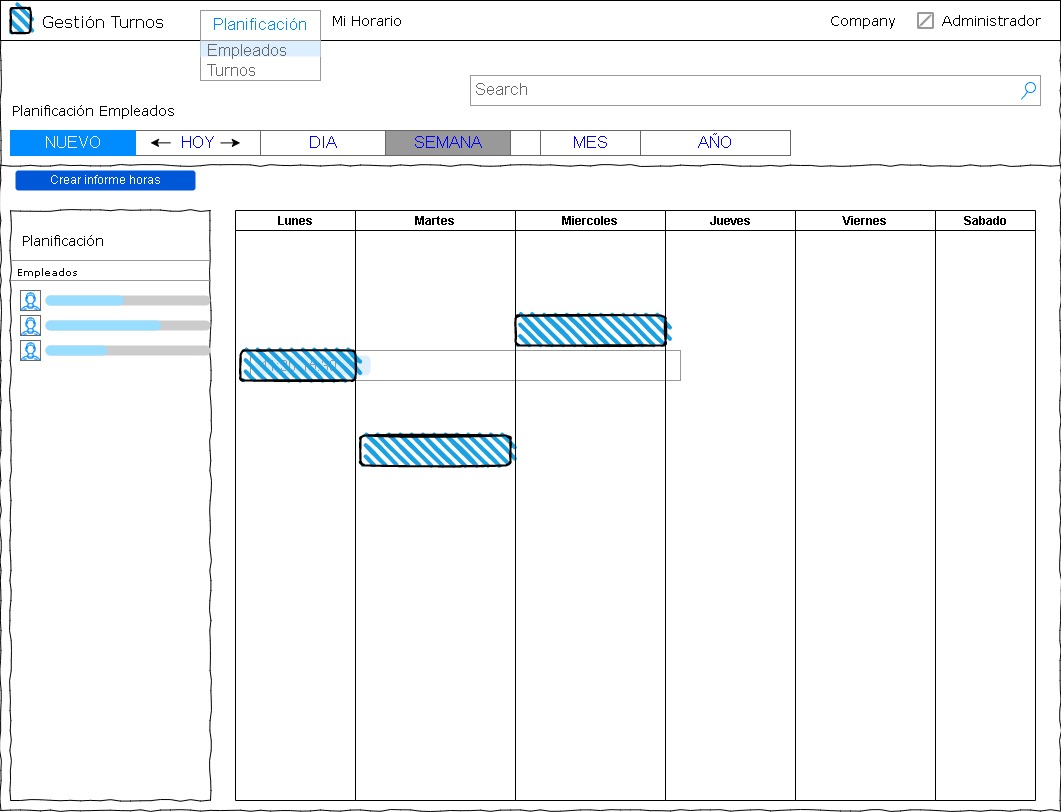 Gestión Turnos
Planificación
Mi Horario
Company
Administrador
Empleados
Turnos
Search
Planificación Empleados
NUEVO
HOY
DIA
SEMANA
MES
AÑO
Crear informe horas
Lunes
Martes
Miercoles
Jueves
Viernes
Sabado
Planificación
Empleados